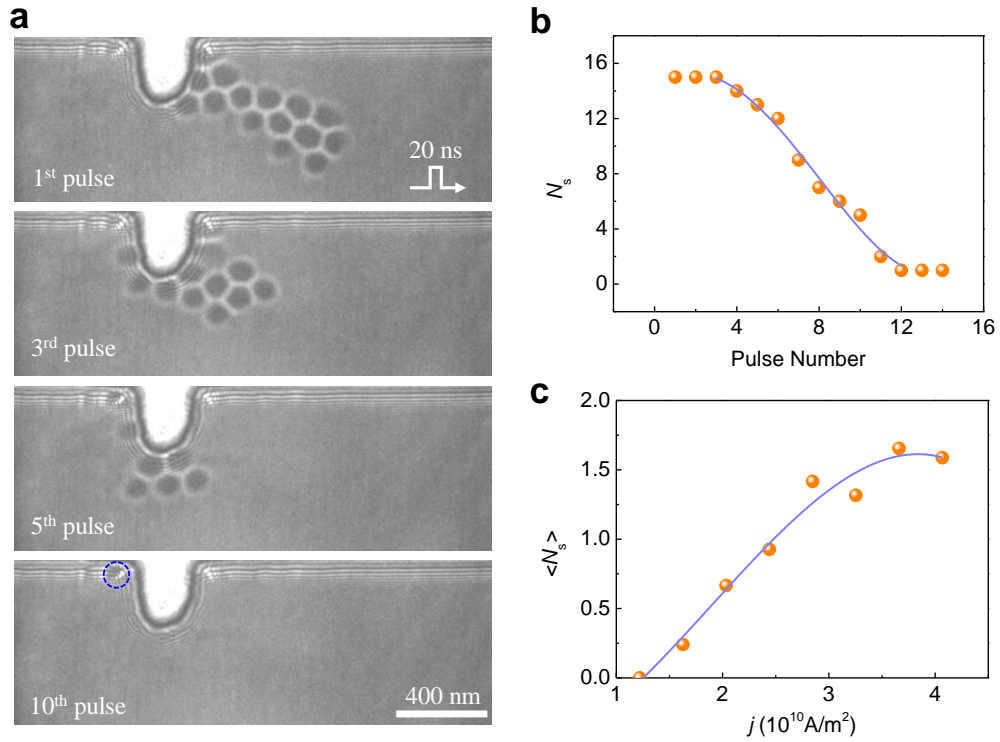 a
20 ns
1st pulse
3rd pulse
5th pulse
10th pulse
400 nm
b
16
12
8
4
0
Ns
0 4 8 12 16
Pulse Number
c
2.0
1.5
1.0
0.5
0.0
<Ns>
1 2 3 4
j (10^10 A/m^2)